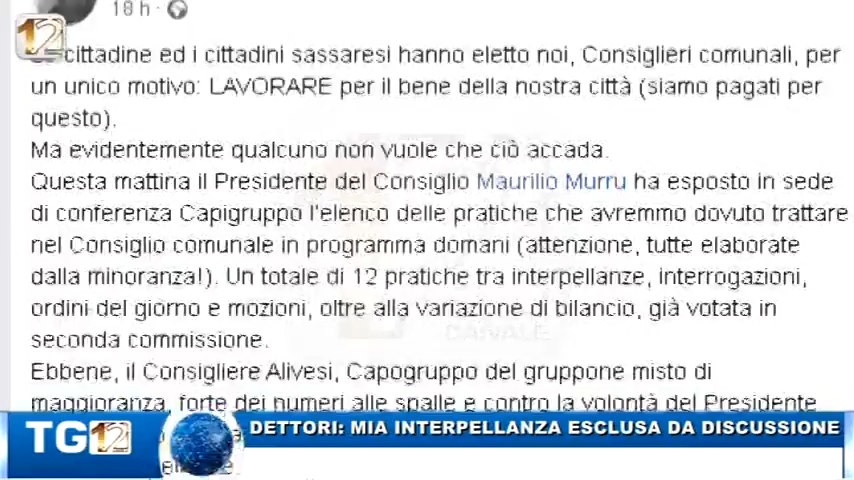 18 h ·
12
cittadine ed i cittadini sassaresi hanno eletto noi, Consiglieri comunali, per
un unico motivo: LAVORARE per il bene della nostra città (siamo pagati per
questo).
Ma evidentemente qualcuno non vuole che ciò accada.
Questa mattina il Presidente del Consiglio Maurilio Murru ha esposto in sede
di conferenza Capigruppo l'elenco delle pratiche che avremmo dovuto trattare
nel Consiglio comunale in programma domani (attenzione, tutte elaborate
dalla minoranza!). Un totale di 12 pratiche tra interpellanze, interrogazioni,
ordini del giorno e mozioni, oltre alla variazione di bilancio, già votata in
seconda commissione.
Ebbene, il Consigliere Alivesi, Capogruppo del gruppone misto di
maggioranza, forte dei numeri alle spalle e contro la volontà del Presidente
TG12
DETTORI: MIA INTERPELLANZA ESCLUSA DA DISCUSSIONE